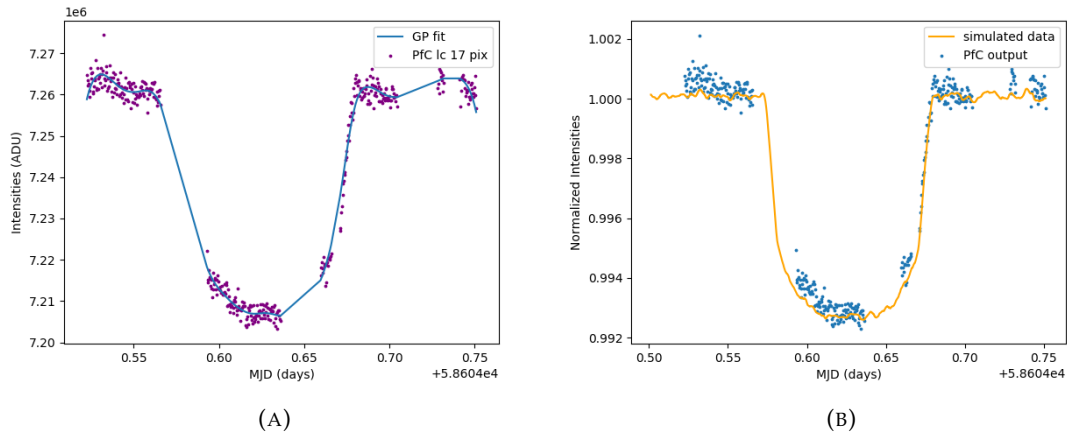 1e6
GP fit
PfC lc 17 pix
7.27
7.26
7.25
7.24
7.23
7.22
7.21
7.20
Intensities (ADU)
0.55 0.60 0.65 0.70 0.75
MJD (days)
+5.8604e4
(A)
simulated data
PfC output
1.002
1.000
0.998
0.996
0.994
0.992
Normalized Intensities
0.50 0.55 0.60 0.65 0.70 0.75
MJD (days)
+5.8604e4
(B)